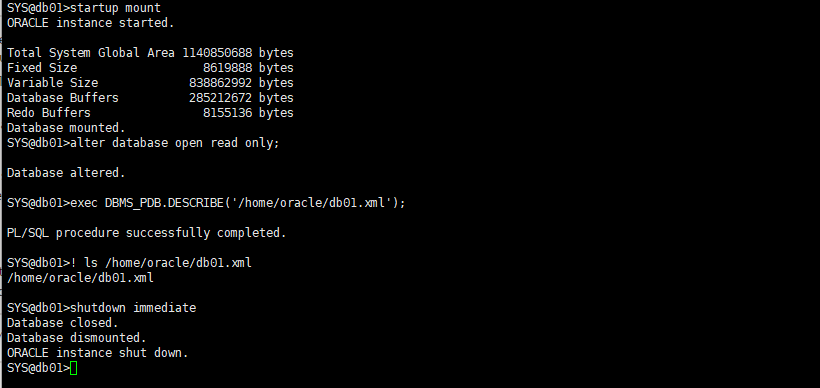 SYS@db01>startup mount
ORACLE instance started.
Total System Global Area 1140850688 bytes
Fixed Size 8619888 bytes
Variable Size 838862992 bytes
Database Buffers 285212672 bytes
Redo Buffers 8155136 bytes
Database mounted.
SYS@db01>alter database open read only;
Database altered.
SYS@db01>exec DBMS_PDB.DESCRIBE('/home/oracle/db01.xml');
PL/SQL procedure successfully completed.
SYS@db01>! ls /home/oracle/db01.xml
/home/oracle/db01.xml
SYS@db01>shutdown immediate
Database closed.
Database dismounted.
ORACLE instance shut down.
SYS@db01>